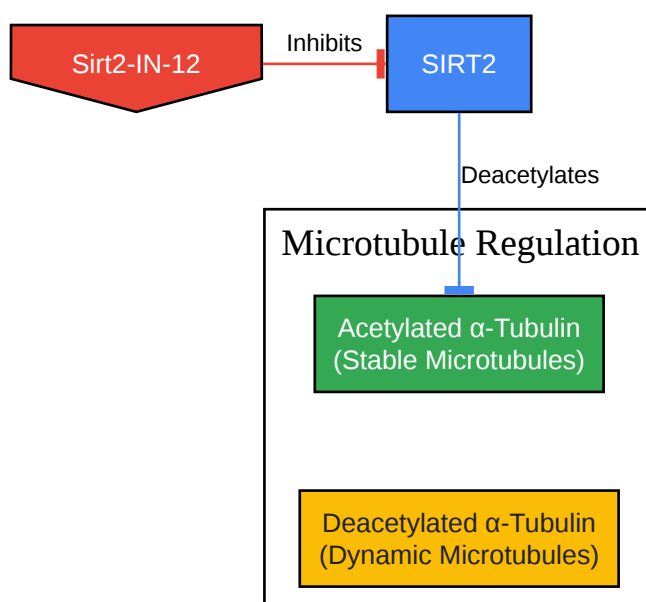 Inhibits
Sirt2-IN-12
SIRT2
Deacetylates
Microtubule Regulation
Acetylated α-Tubulin
(Stable Microtubules)
Deacetylated α-Tubulin
(Dynamic Microtubules)